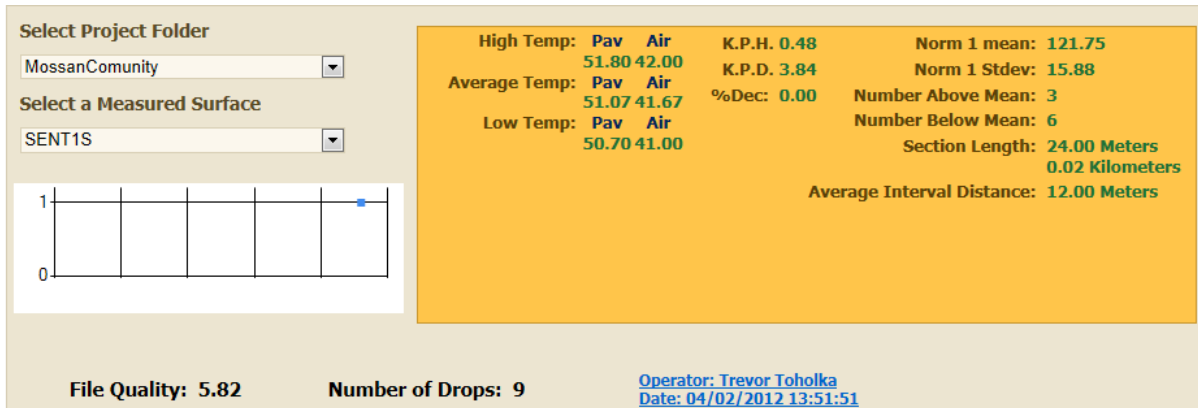 Select Project Folder
MossanComunity
Select a Measured Surface
SENT1S
1
0
High Temp: Pav Air
51.80 42.00
Average Temp: Pav Air
51.07 41.67
Low Temp: Pav Air
50.70 41.00
K.P.H. 0.48
K.P.D. 3.84
%Dec: 0.00
Norm 1 mean: 121.75
Norm 1 Stdev: 15.88
Number Above Mean: 3
Number Below Mean: 6
Section Length: 24.00 Meters
0.02 Kilometers
Average Interval Distance: 12.00 Meters
File Quality: 5.82
Number of Drops: 9
Operator: Trevor Toholka
Date: 04/02/2012 13:51:51